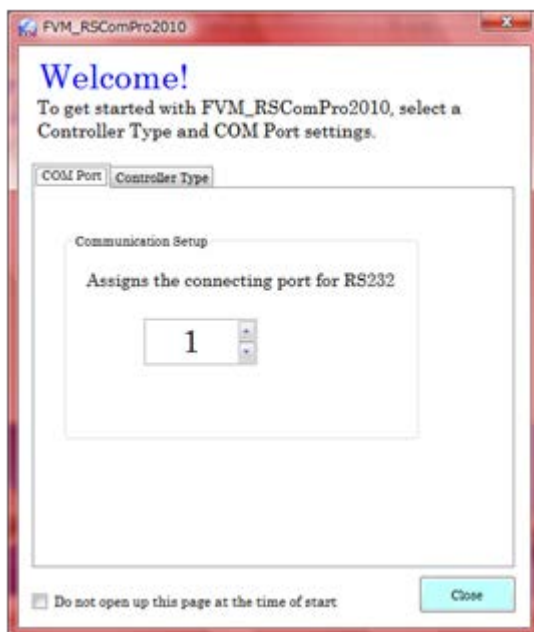 FVM_RSComPro2010
Welcome!
To get started with FVM_RSComPro2010, select a
Controller Type and COM Port settings.
COM Port Controller Type
Communication Setup
Assigns the connecting port for RS232
1
Do not open up this page at the time of start
Close